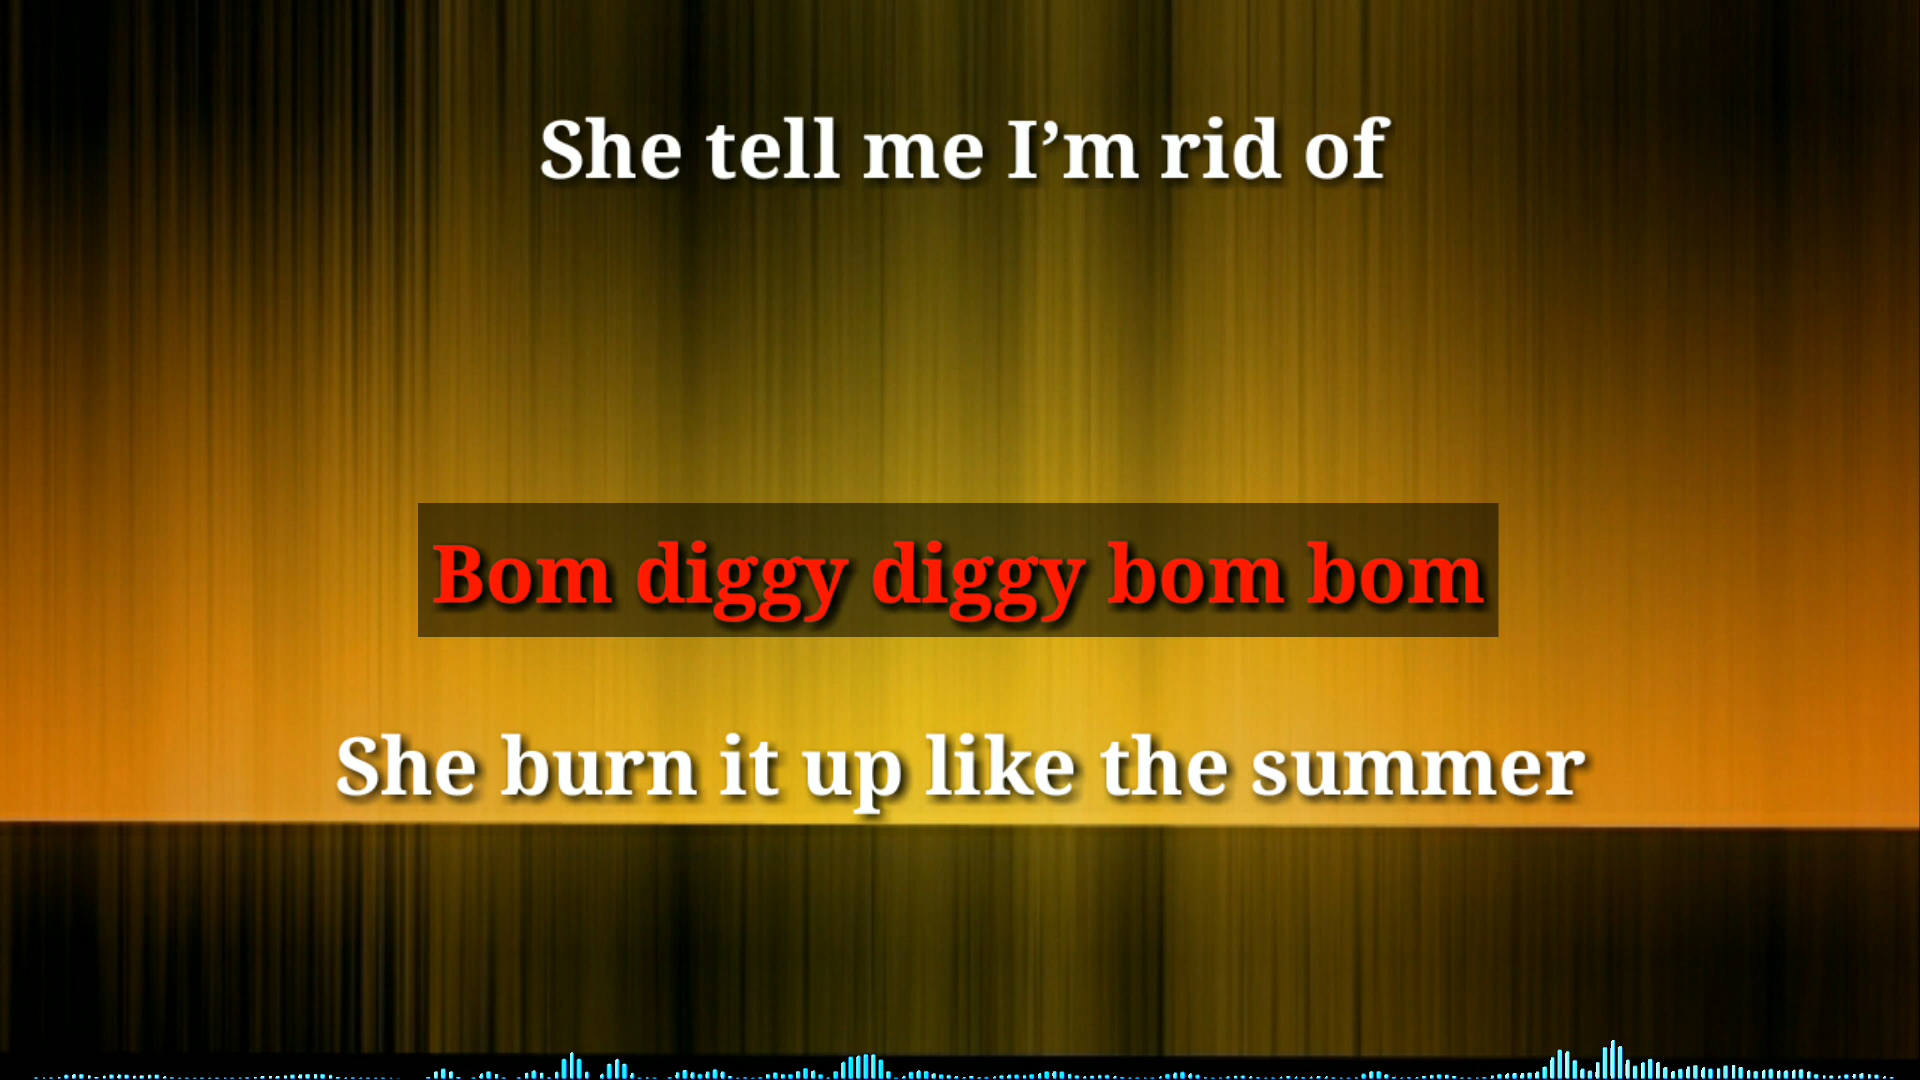 She tell me I’m rid of
Bom diggy diggy bom bom
She burn it up like the summer